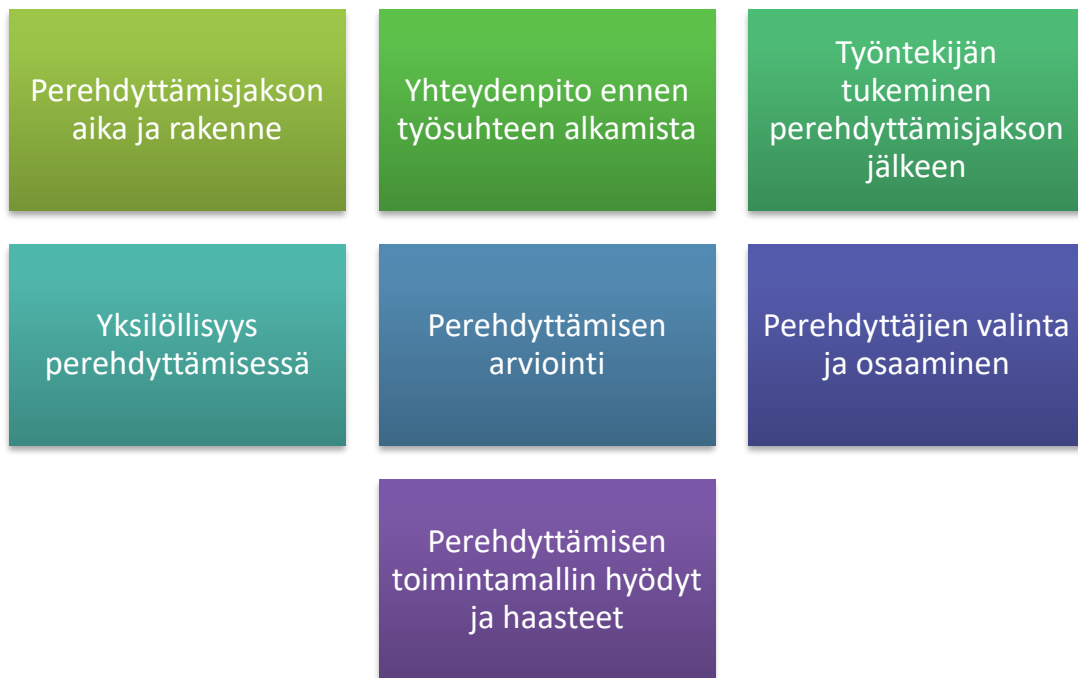 Perehdyttämisjakson
aika ja rakenne
Yhteydenpito ennen
työsuhteen alkamista
Työntekijän
tukeminen
perehdyttämisjakson
jälkeen
Yksilöllisyys
perehdyttämisessä
Perehdyttämisen
arviointi
Perehdyttäjien valinta
ja osaaminen
Perehdyttämisen
toimintamallin hyödyt
ja haasteet